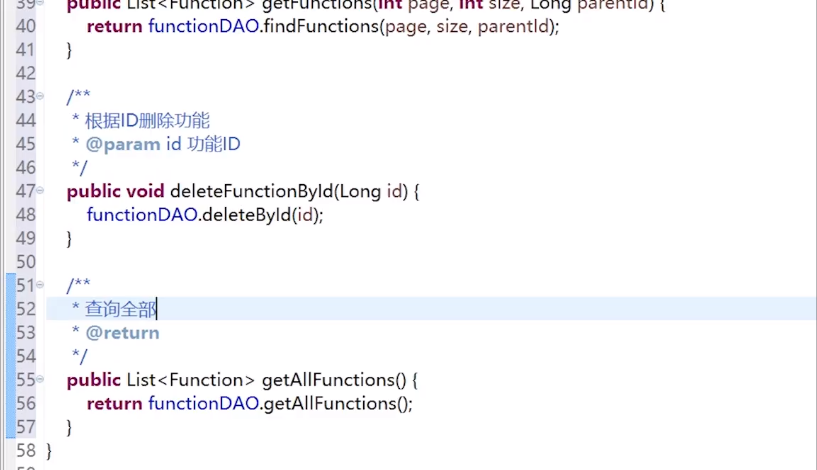 39 public List<Function> getFunctions(int page, int size, Long parentId) {
40 return functionDAO.findFunctions(page, size, parentId);
41 }
42
43 /**
44 * 根据ID删除功能
45 * @param id 功能ID
46 */
47 public void deleteFunctionById(Long id) {
48 functionDAO.deleteById(id);
49 }
50
51 /**
52 * 查询全部
53 * @return
54 */
55 public List<Function> getAllFunctions() {
56 return functionDAO.getAllFunctions();
57 }
58 }